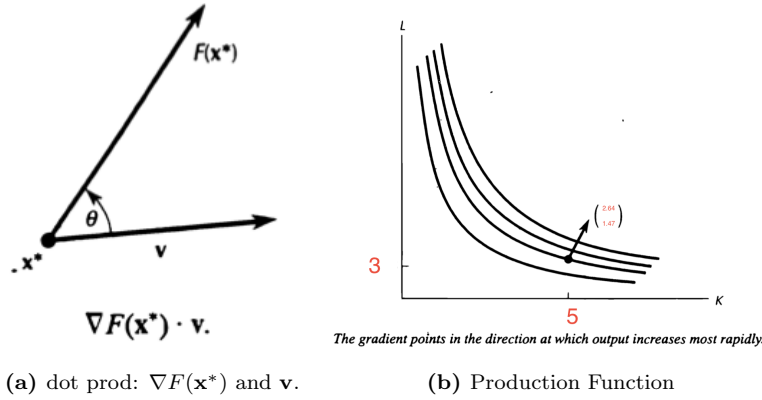 F(x*)
θ
x*
v
∇F(x*) · v.
(a) dot prod: ∇F(x*) and v.
L
(2.64
1.47)
3
5
K
The gradient points in the direction at which output increases most rapidly.
(b) Production Function